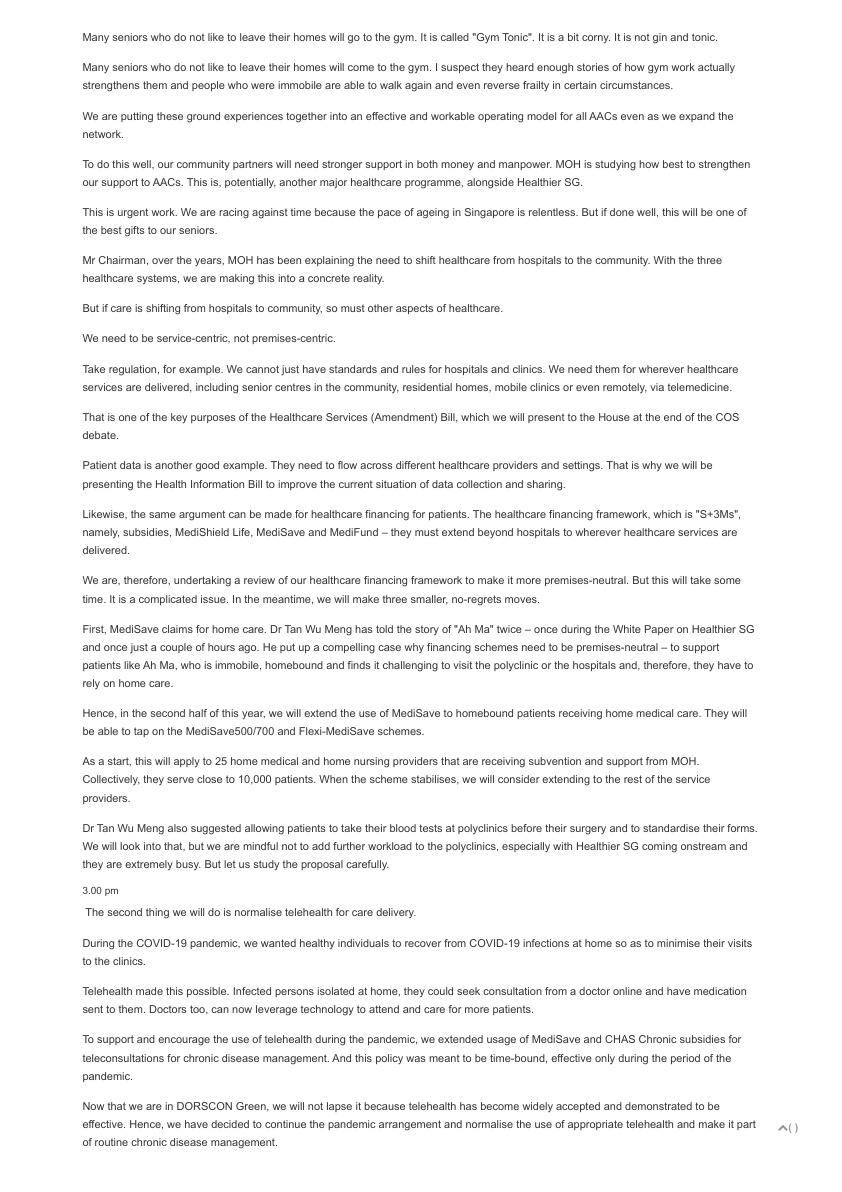 Many seniors who do not like to leave their homes will go to the gym. It is called "Gym Tonic". It is a bit corny. It is not gin and tonic.
Many seniors who do not like to leave their homes will come to the gym. I suspect they heard enough stories of how gym work actually
strengthens them and people who were immobile are able to walk again and even reverse frailty in certain circumstances.
We are putting these ground experiences together into an effective and workable operating model for all AACs even as we expand the
network.
To do this well, our community partners will need stronger support in both money and manpower. MOH is studying how best to strengthen
our support to AACs. This is, potentially, another major healthcare programme, alongside Healthier SG.
This is urgent work. We are racing against time because the pace of ageing in Singapore is relentless. But if done well, this will be one of
the best gifts to our seniors.
Mr Chairman, over the years, MOH has been explaining the need to shift healthcare from hospitals to the community. With the three
healthcare systems, we are making this into a concrete reality.
But if care is shifting from hospitals to community, so must other aspects of healthcare.
We need to be service-centric, not premises-centric.
Take regulation, for example. We cannot just have standards and rules for hospitals and clinics. We need them for wherever healthcare
services are delivered, including senior centres in the community, residential homes, mobile clinics or even remotely, via telemedicine.
That is one of the key purposes of the Healthcare Services (Amendment) Bill, which we will present to the House at the end of the COS
debate.
Patient data is another good example. They need to flow across different healthcare providers and settings. That is why we will be
presenting the Health Information Bill to improve the current situation of data collection and sharing.
Likewise, the same argument can be made for healthcare financing for patients. The healthcare financing framework, which is "S+3Ms",
namely, subsidies, MediShield Life, MediSave and MediFund – they must extend beyond hospitals to wherever healthcare services are
delivered.
We are, therefore, undertaking a review of our healthcare financing framework to make it more premises-neutral. But this will take some
time. It is a complicated issue. In the meantime, we will make three smaller, no-regrets moves.
First, MediSave claims for home care. Dr Tan Wu Meng has told the story of "Ah Ma" twice – once during the White Paper on Healthier SG
and once just a couple of hours ago. He put up a compelling case why financing schemes need to be premises-neutral – to support
patients like Ah Ma, who is immobile, homebound and finds it challenging to visit the polyclinic or the hospitals and, therefore, they have to
rely on home care.
Hence, in the second half of this year, we will extend the use of MediSave to homebound patients receiving home medical care. They will
be able to tap on the MediSave500/700 and Flexi-MediSave schemes.
As a start, this will apply to 25 home medical and home nursing providers that are receiving subvention and support from MOH.
Collectively, they serve close to 10,000 patients. When the scheme stabilises, we will consider extending to the rest of the service
providers.
Dr Tan Wu Meng also suggested allowing patients to take their blood tests at polyclinics before their surgery and to standardise their forms.
We will look into that, but we are mindful not to add further workload to the polyclinics, especially with Healthier SG coming onstream and
they are extremely busy. But let us study the proposal carefully.
3.00 pm
The second thing we will do is normalise telehealth for care delivery.
During the COVID-19 pandemic, we wanted healthy individuals to recover from COVID-19 infections at home so as to minimise their visits
to the clinics.
Telehealth made this possible. Infected persons isolated at home, they could seek consultation from a doctor online and have medication
sent to them. Doctors too, can now leverage technology to attend and care for more patients.
To support and encourage the use of telehealth during the pandemic, we extended usage of MediSave and CHAS Chronic subsidies for
teleconsultations for chronic disease management. And this policy was meant to be time-bound, effective only during the period of the
pandemic.
Now that we are in DORSCON Green, we will not lapse it because telehealth has become widely accepted and demonstrated to be
effective. Hence, we have decided to continue the pandemic arrangement and normalise the use of appropriate telehealth and make it part
of routine chronic disease management.
( )